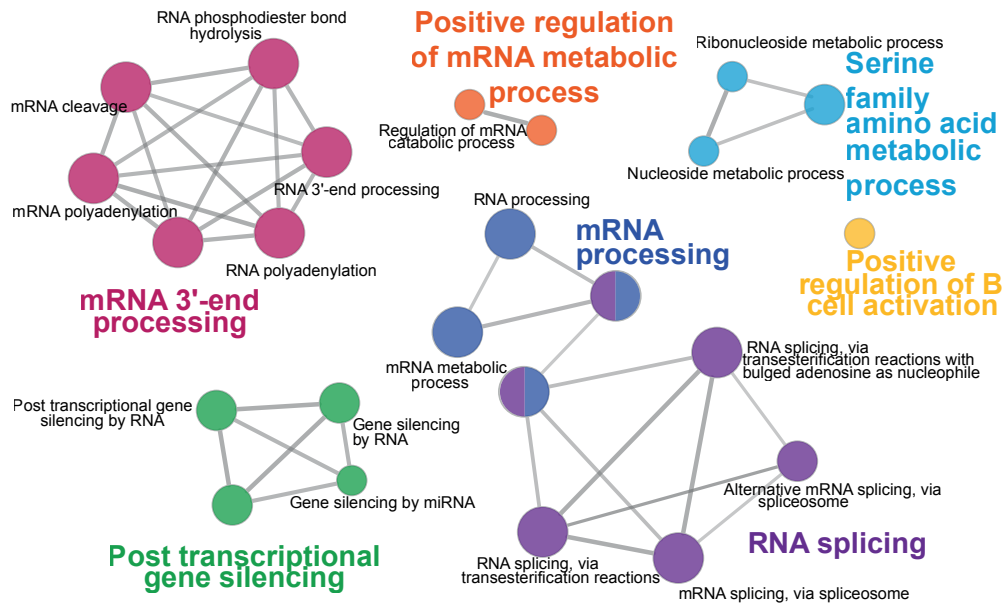 RNA phosphodiester bond
hydrolysis
mRNA cleavage
mRNA polyadenylation
RNA 3'-end processing
RNA polyadenylation
mRNA 3'-end
processing
Positive regulation
of mRNA metabolic
process
Regulation of mRNA
catabolic process
Ribonucleoside metabolic process
Serine
family
amino acid
metabolic
process
Nucleoside metabolic process
Positive
regulation of B
cell activation
RNA processing
mRNA
processing
mRNA metabolic
process
Post transcriptional gene
silencing by RNA
Gene silencing
by RNA
Gene silencing by miRNA
Post transcriptional
gene silencing
RNA splicing, via
transesterification reactions with
bulged adenosine as nucleophile
Alternative mRNA splicing, via
spliceosome
RNA splicing
RNA splicing, via
transesterification reactions
mRNA splicing, via spliceosome